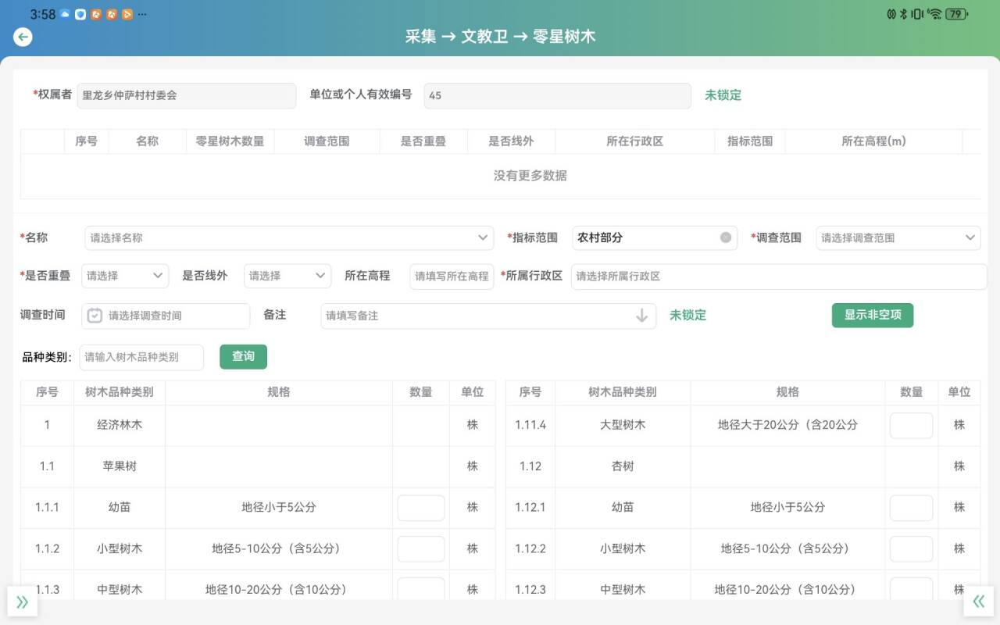 3:58 ··· 79
采集 → 文教卫 → 零星树木
*权属者 里龙乡仲萨村村委会 单位或个人有效编号 45 未锁定
序号 名称 零星树木数量 调查范围 是否重叠 是否线外 所在行政区 指标范围 所在高程(m)
没有更多数据
*名称 请选择名称 *指标范围 农村部分 *调查范围 请选择调查范围
*是否重叠 请选择 是否线外 请选择 所在高程 请填写所在高程 *所属行政区 请选择所属行政区
调查时间 请选择调查时间 备注 请填写备注 未锁定 显示非空项
品种类别: 请输入树木品种类别 查询
序号 树木品种类别 规格 数量 单位 序号 树木品种类别 规格 数量 单位
1 经济林木 株 1.11.4 大型树木 地径大于20公分（含20公分 株
1.1 苹果树 株 1.12 杏树 株
1.1.1 幼苗 地径小于5公分 株 1.12.1 幼苗 地径小于5公分 株
1.1.2 小型树木 地径5-10公分（含5公分） 株 1.12.2 小型树木 地径5-10公分（含5公分） 株
1.1.3 中型树木 地径10-20公分（含10公分） 株 1.12.3 中型树木 地径10-20公分（含10公分） 株